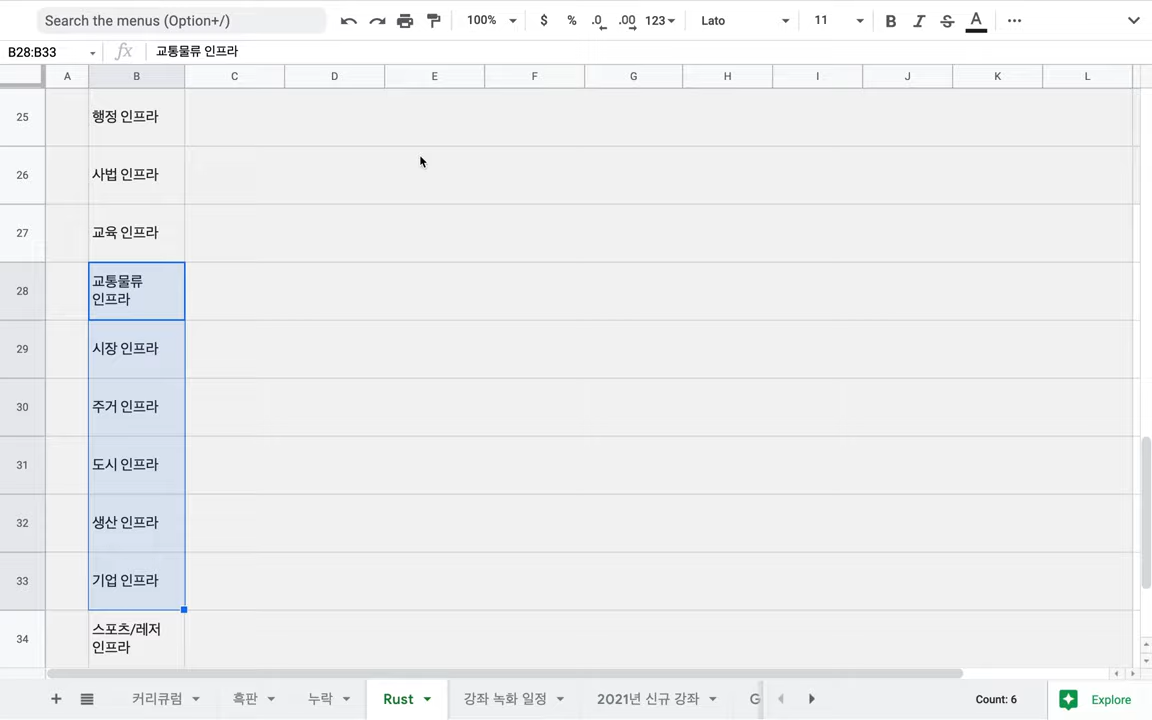 Search the menus (Option+/)
100%
$ % .0 .00 123
Lato
11
B I S A
B28:B33
fx
교통물류 인프라
A B C D E F G H I J K L
25 행정 인프라
26 사법 인프라
27 교육 인프라
28 교통물류
인프라
29 시장 인프라
30 주거 인프라
31 도시 인프라
32 생산 인프라
33 기업 인프라
34 스포츠/레저
인프라
커리큐럼 흑판 누락 Rust 강좌 녹화 일정 2021년 신규 강좌 G
Count: 6
Explore